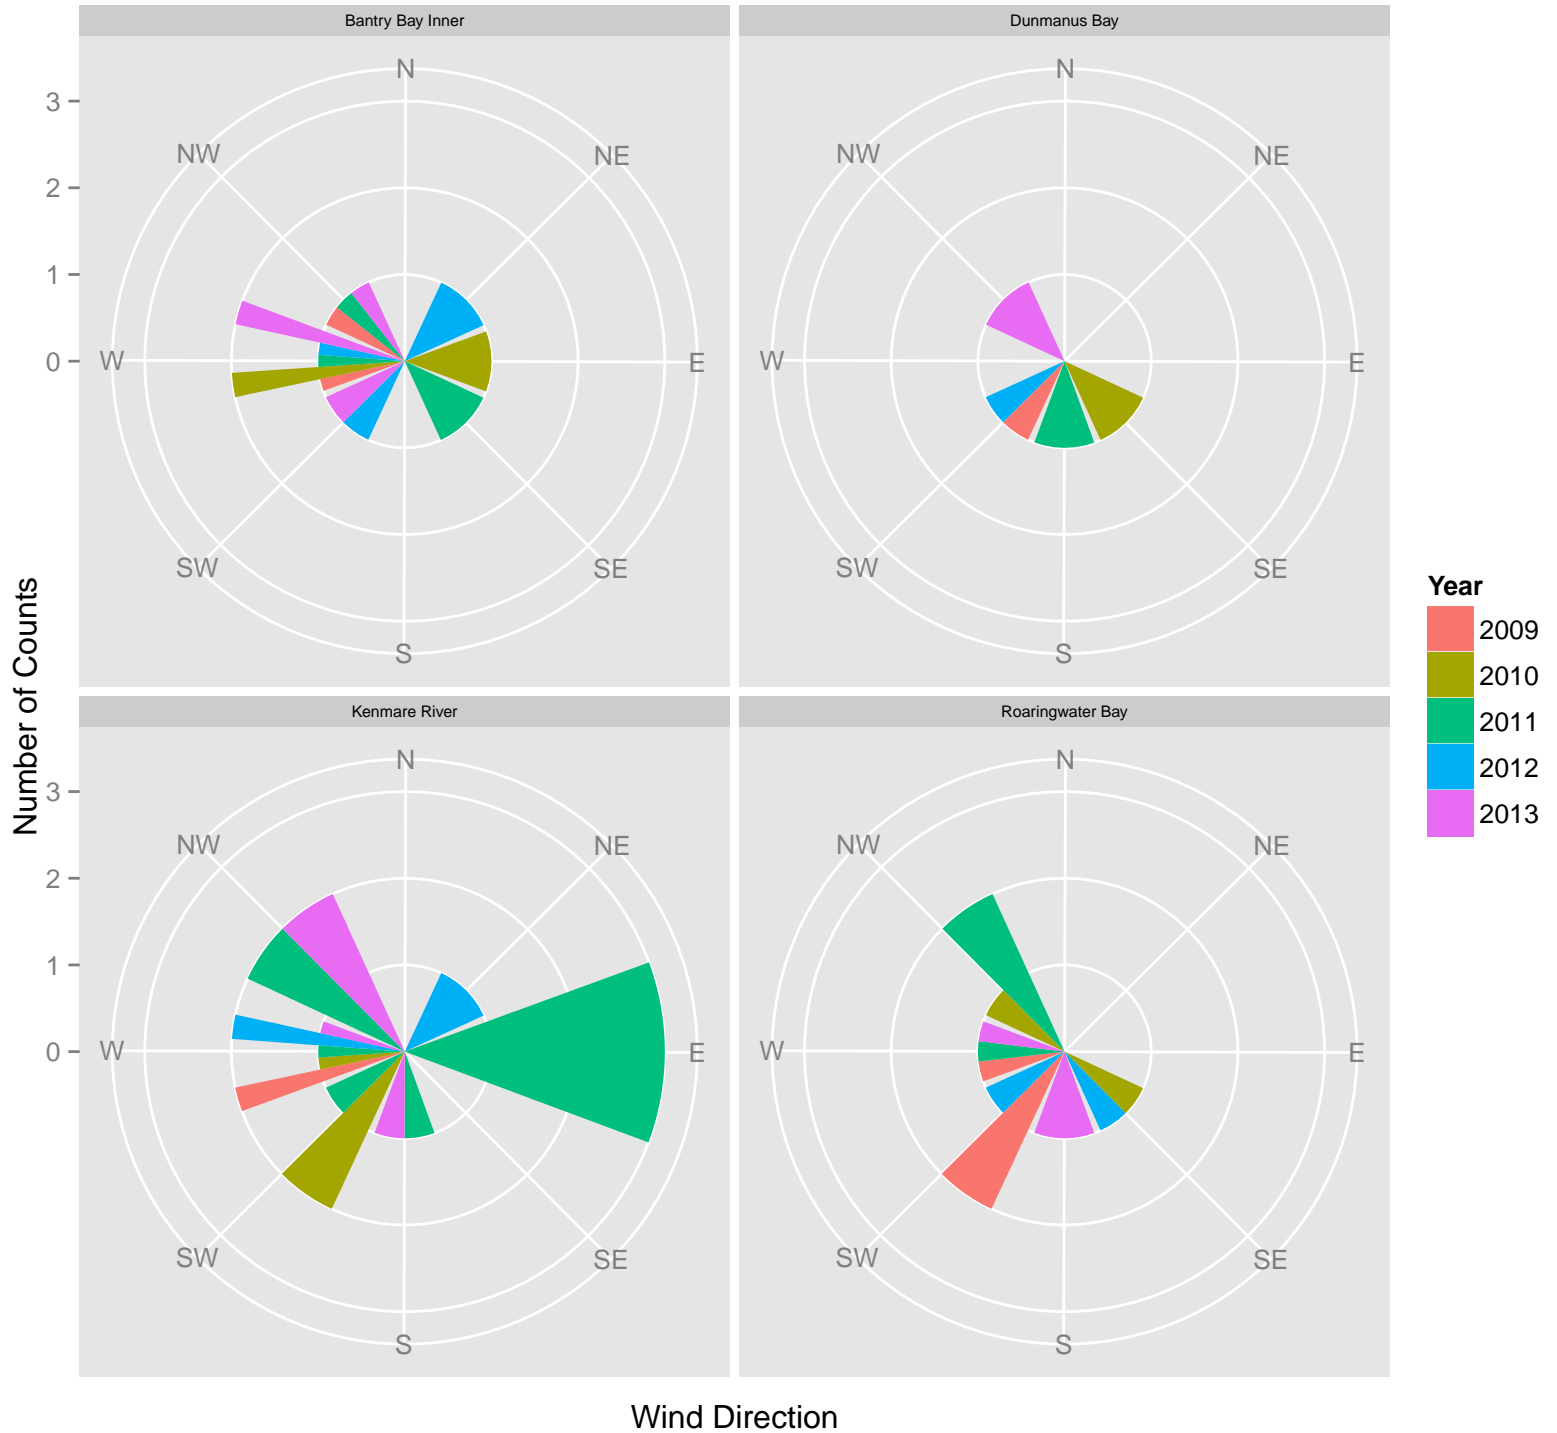 Bantry Bay Inner
Dunmanus Bay
N
N
3
NW
NE
NW
NE
2
1
0
W
E
W
E
SW
SE
SW
SE
S
S
Number of Counts
Kenmare River
Roaringwater Bay
N
N
3
NW
NE
NW
NE
2
1
0
W
E
W
E
SW
SE
SW
SE
S
S
Wind Direction
Year
2009
2010
2011
2012
2013